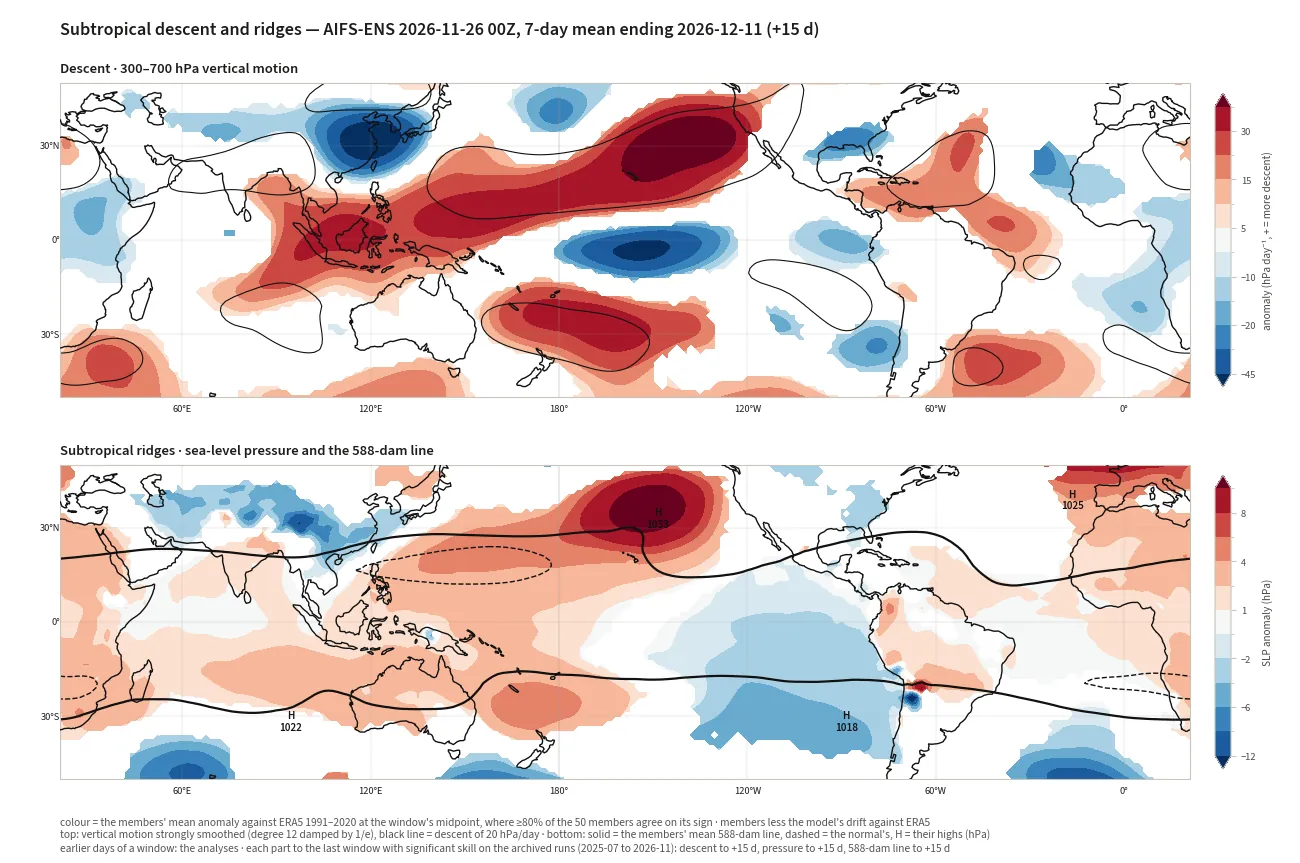 Subtropical descent and ridges — AIFS-ENS 2026-11-26 00Z, 7-day mean ending 2026-12-11 (+15 d)
Descent · 300–700 hPa vertical motion
30°N
0°
30°S
60°E
120°E
180°
120°W
60°W
0°
30
15
5
−10
−20
−45
anomaly (hPa day⁻¹, + = more descent)
Subtropical ridges · sea-level pressure and the 588-dam line
H
1033
H
1025
H
1022
H
1018
30°N
0°
30°S
60°E
120°E
180°
120°W
60°W
0°
8
4
1
−2
−6
−12
SLP anomaly (hPa)
colour = the members' mean anomaly against ERA5 1991–2020 at the window's midpoint, where ≥80% of the 50 members agree on its sign · members less the model's drift against ERA5
top: vertical motion strongly smoothed (degree 12 damped by 1/e), black line = descent of 20 hPa/day · bottom: solid = the members' mean 588-dam line, dashed = the normal's, H = their highs (hPa)
earlier days of a window: the analyses · each part to the last window with significant skill on the archived runs (2025-07 to 2026-11): descent to +15 d, pressure to +15 d, 588-dam line to +15 d